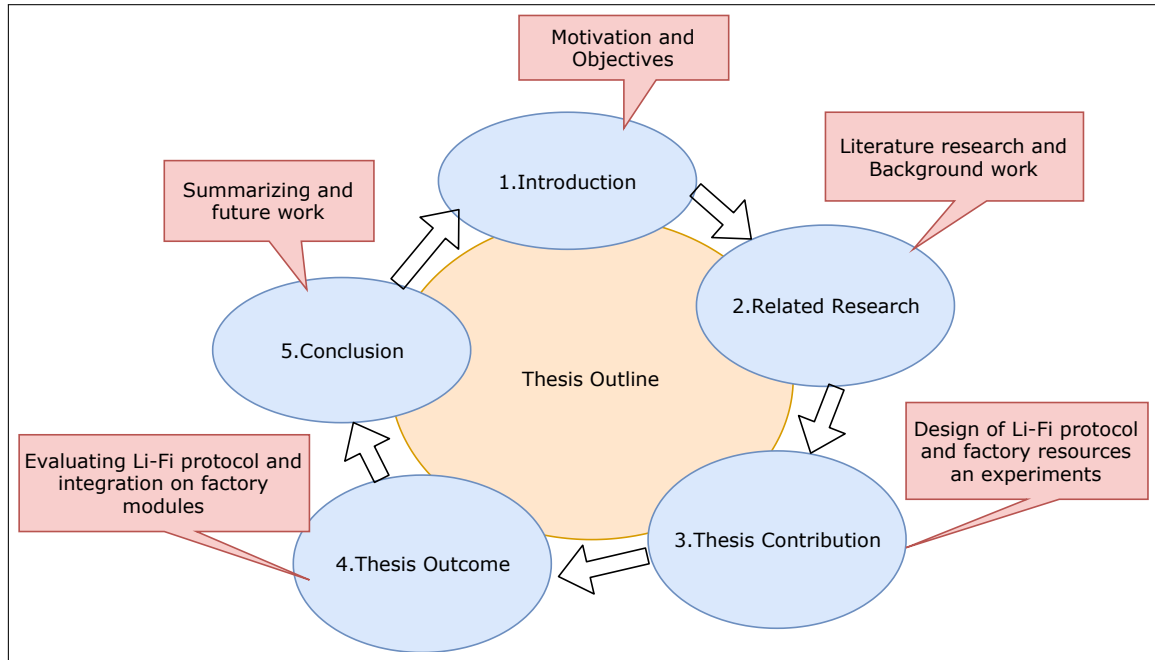 Motivation and
Objectives
1.Introduction
Literature research and
Background work
2.Related Research
Design of Li-Fi protocol
and factory resources
an experiments
3.Thesis Contribution
Evaluating Li-Fi protocol and
integration on factory
modules
4.Thesis Outcome
Summarizing and
future work
5.Conclusion
Thesis Outline